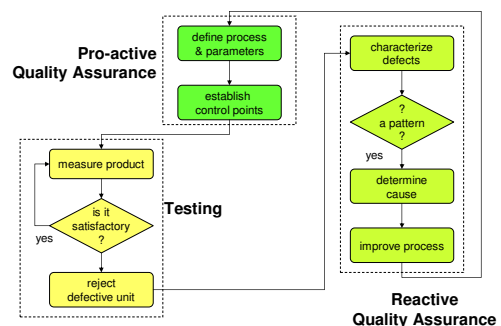 Pro-active
Quality Assurance
define process
& parameters
establish
control points
measure product
is it
satisfactory
?
yes
reject
defective unit
Testing
characterize
defects
?
a pattern
?
yes
determine
cause
improve process
Reactive
Quality Assurance